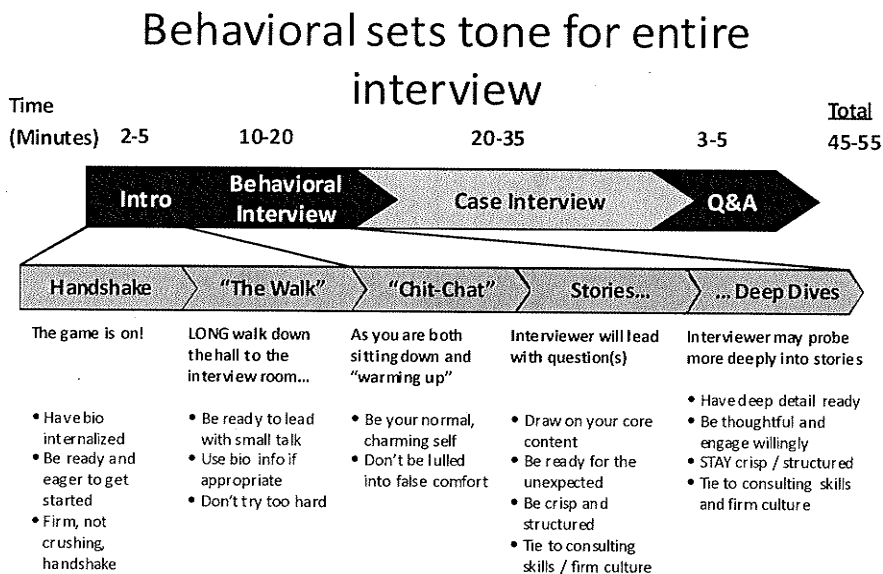 Behavioral sets tone for entire
interview
Time
(Minutes) 2-5 10-20 20-35 3-5
Total
45-55
Intro
Behavioral
Interview
Case Interview
Q&A
Handshake
"The Walk"
"Chit-Chat"
Stories...
... Deep Dives
The game is on!
• Have bio
internalized
• Be ready and
eager to get
started
• Firm, not
crushing,
handshake
LONG walk down
the hall to the
interview room...
• Be ready to lead
with small talk
• Use bio info if
appropriate
• Don't try too hard
As you are both
sitting down and
"warming up"
• Be your normal,
charming self
• Don't be lulled
into false comfort
Interviewer will lead
with question(s)
• Draw on your core
content
• Be ready for the
unexpected
• Be crisp and
structured
• Tie to consulting
skills / firm culture
Interviewer may probe
more deeply into stories
• Have deep detail ready
• Be thoughtful and
engage willingly
• STAY crisp / structured
• Tie to consulting skills
and firm culture